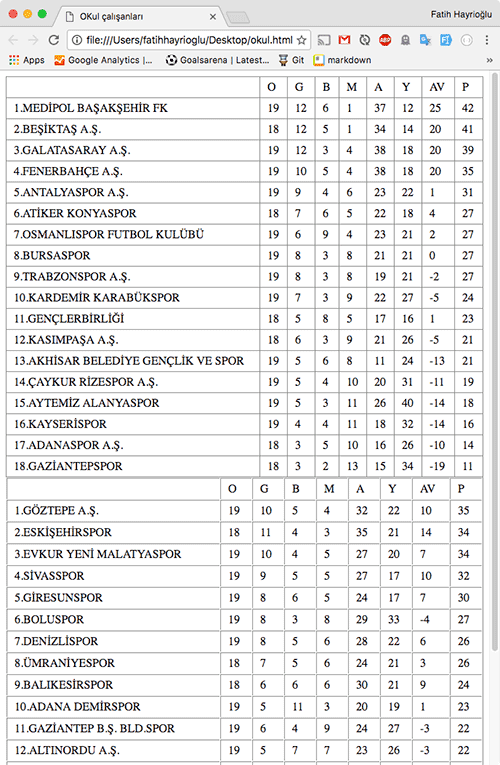 OKul çalışanları
Fatih Hayrioğlu
file:///Users/fatihhayrioglu/Desktop/okul.html
Apps Google Analytics |... Goalsarena | Latest... Git markdown
O G B M A Y AV P
1.MEDİPOL BAŞAKŞEHİR FK 19 12 6 1 37 12 25 42
2.BEŞİKTAŞ A.Ş. 18 12 5 1 34 14 20 41
3.GALATASARAY A.Ş. 19 12 3 4 38 18 20 39
4.FENERBAHÇE A.Ş. 19 10 5 4 38 18 20 35
5.ANTALYASPOR A.Ş. 19 9 4 6 23 22 1 31
6.ATİKER KONYASPOR 18 7 6 5 22 18 4 27
7.OSMANLISPOR FUTBOL KULÜBÜ 19 6 9 4 23 21 2 27
8.BURSASPOR 19 8 3 8 21 21 0 27
9.TRABZONSPOR A.Ş. 19 8 3 8 19 21 -2 27
10.KARDEMİR KARABÜKSPOR 19 7 3 9 22 27 -5 24
11.GENÇLERBİRLİĞİ 18 5 8 5 17 16 1 23
12.KASIMPAŞA A.Ş. 18 6 3 9 21 26 -5 21
13.AKHİSAR BELEDİYE GENÇLİK VE SPOR 19 5 6 8 11 24 -13 21
14.ÇAYKUR RİZESPOR A.Ş. 19 5 4 10 20 31 -11 19
15.AYTEMİZ ALANYASPOR 19 5 3 11 26 40 -14 18
16.KAYSERİSPOR 19 4 4 11 18 32 -14 16
17.ADANASPOR A.Ş. 18 3 5 10 16 26 -10 14
18.GAZİANTEPSPOR 18 3 2 13 15 34 -19 11
O G B M A Y AV P
1.GÖZTEPE A.Ş. 19 10 5 4 32 22 10 35
2.ESKİŞEHİRSPOR 18 11 4 3 35 21 14 34
3.EVKUR YENİ MALATYASPOR 19 10 4 5 27 20 7 34
4.SİVASSPOR 19 9 5 5 27 17 10 32
5.GİRESUNSPOR 19 8 6 5 24 17 7 30
6.BOLUSPOR 19 8 3 8 29 33 -4 27
7.DENİZLİSPOR 19 8 5 6 28 22 6 26
8.ÜMRANİYESPOR 18 7 5 6 24 21 3 26
9.BALIKESİRSPOR 18 6 6 6 30 21 9 24
10.ADANA DEMİRSPOR 19 5 11 3 20 19 1 23
11.GAZİANTEP B.Ş. BLD.SPOR 19 6 4 9 24 27 -3 22
12.ALTINORDU A.Ş. 19 5 7 7 23 26 -3 22